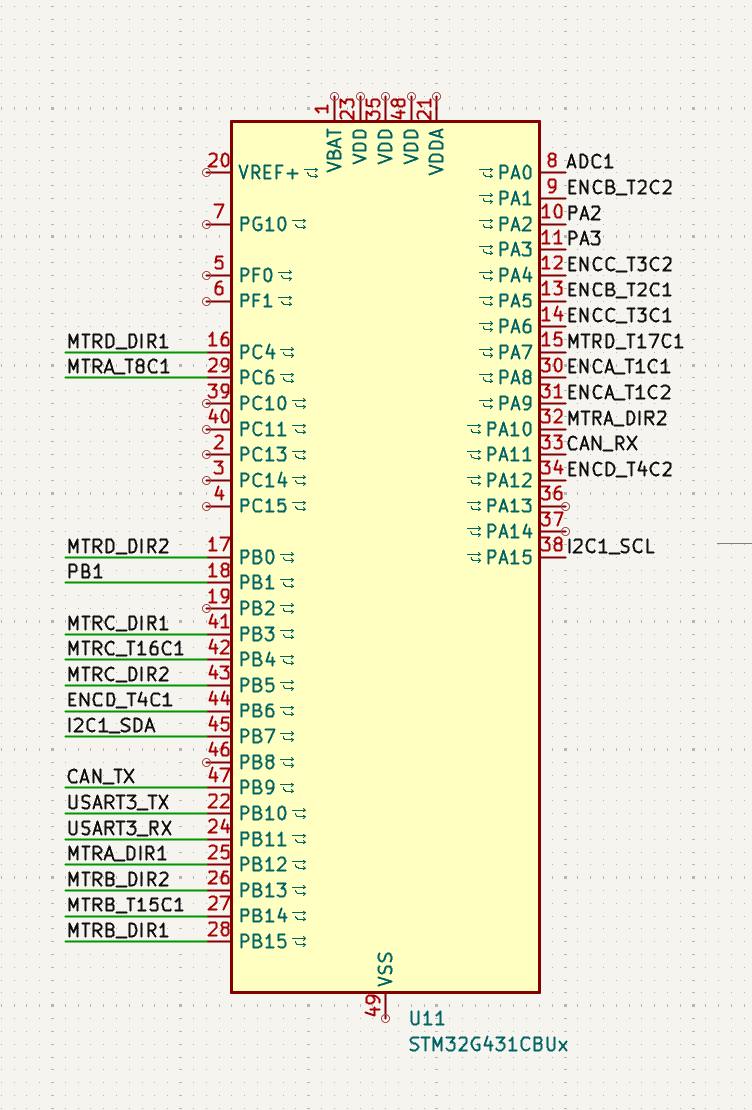 1 23 35 48 21
VBAT VDD VDD VDD VDDA
20 VREF+ PA0 8 ADC1
PA1 9 ENCB_T2C2
7 PG10 PA2 10 PA2
PA3 11 PA3
5 PF0 PA4 12 ENCC_T3C2
6 PF1 PA5 13 ENCB_T2C1
PA6 14 ENCC_T3C1
MTRD_DIR1 16 PC4 PA7 15 MTRD_T17C1
MTRA_T8C1 29 PC6 PA8 30 ENCA_T1C1
39 PC10 PA9 31 ENCA_T1C2
40 PC11 PA10 32 MTRA_DIR2
2 PC13 PA11 33 CAN_RX
3 PC14 PA12 34 ENCD_T4C2
4 PC15 PA13 36
PA14 37
MTRD_DIR2 17 PB0 PA15 38 I2C1_SCL
PB1 18 PB1
19 PB2
MTRC_DIR1 41 PB3
MTRC_T16C1 42 PB4
MTRC_DIR2 43 PB5
ENCD_T4C1 44 PB6
I2C1_SDA 45 PB7
46 PB8
CAN_TX 47 PB9
USART3_TX 22 PB10
USART3_RX 24 PB11
MTRA_DIR1 25 PB12
MTRB_DIR2 26 PB13
MTRB_T15C1 27 PB14
MTRB_DIR1 28 PB15
VSS
49
U11
STM32G431CBUx